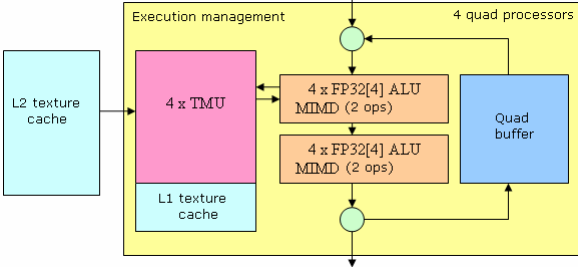 Execution management
4 quad processors
L2 texture
cache
4 x TMU
4 x FP32[4] ALU
MIMD (2 ops)
4 x FP32[4] ALU
MIMD (2 ops)
Quad
buffer
L1 texture
cache